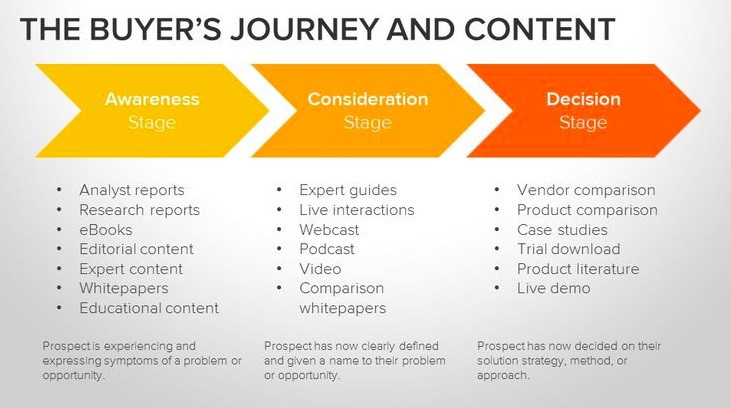 THE BUYER'S JOURNEY AND CONTENT
Awareness
Stage
Consideration
Stage
Decision
Stage
• Analyst reports
• Research reports
• eBooks
• Editorial content
• Expert content
• Whitepapers
• Educational content
• Expert guides
• Live interactions
• Webcast
• Podcast
• Video
• Comparison
whitepapers
• Vendor comparison
• Product comparison
• Case studies
• Trial download
• Product literature
• Live demo
Prospect is experiencing and
expressing symptoms of a problem or
opportunity.
Prospect has now clearly defined
and given a name to their problem
or opportunity.
Prospect has now decided on their
solution strategy, method, or
approach.